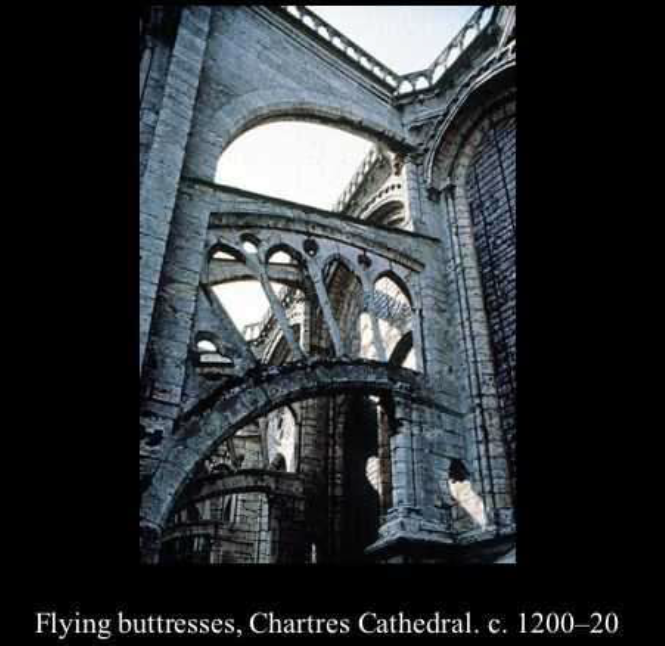 Flying buttresses, Chartres Cathedral. c. 1200–20